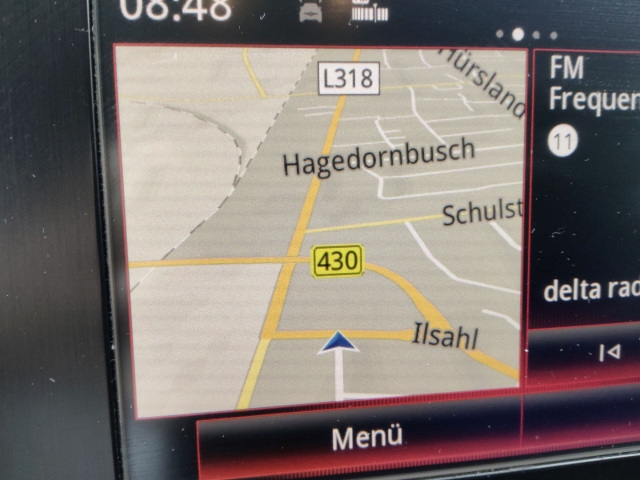 08:48
L318
Hagedornbusch
Schulst
430
Ilsahl
Menü
FM
Frequen
11
delta rad